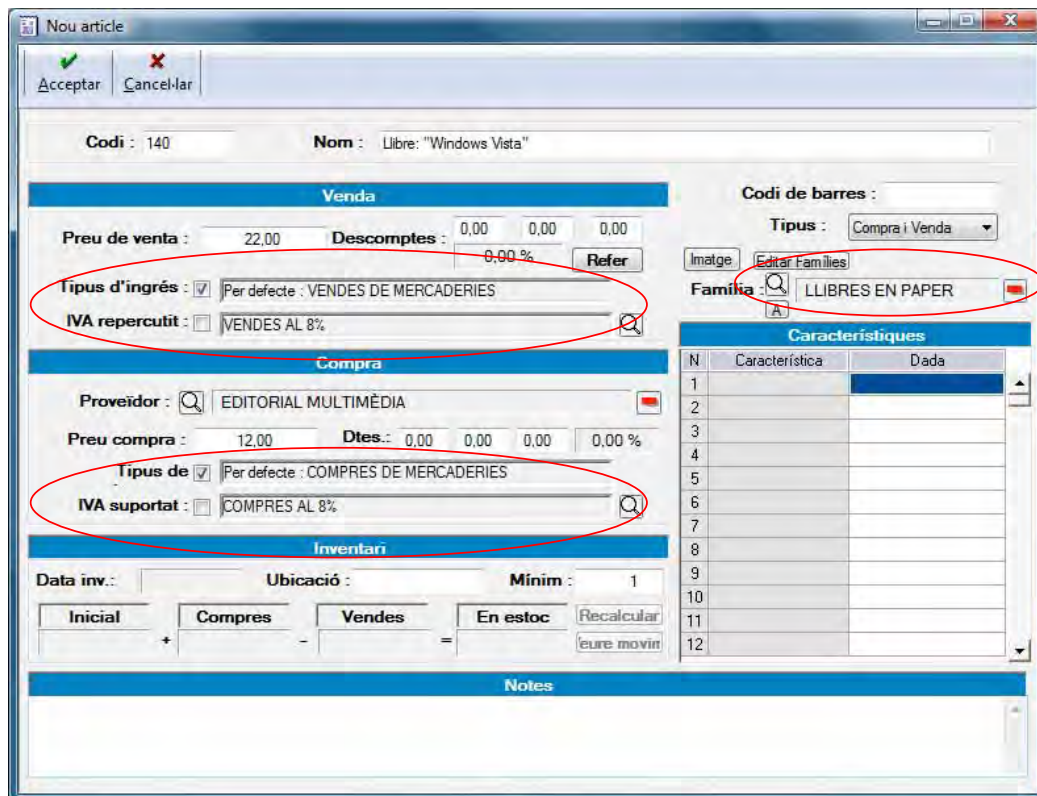 Nou article
Acceptar Cancel·lar
Codi : 140 Nom : Llibre: "Windows Vista"
Venda
Preu de venta : 22,00 Descomptes : 0,00 0,00 0,00
0,00 % Refer
Tipus d'ingrés : Per defecte : VENDES DE MERCADERIES
IVA repercutit : VENDES AL 8%
Compra
Proveïdor : EDITORIAL MULTIMÈDIA
Preu compra : 12,00 Dtes.: 0,00 0,00 0,00 0,00 %
Tipus de Per defecte : COMPRES DE MERCADERIES
IVA suportat : COMPRES AL 8%
Inventari
Data inv.: Ubicació : Mínim : 1
Inicial Compres Vendes En estoc Recalcular
+ - = eure movim
Codi de barres :
Tipus : Compra i Venda
Imatge Editar Famílies
Família : LLIBRES EN PAPER
A
Característiques
N Característica Dada
1
2
3
4
5
6
7
8
9
10
11
12
Notes